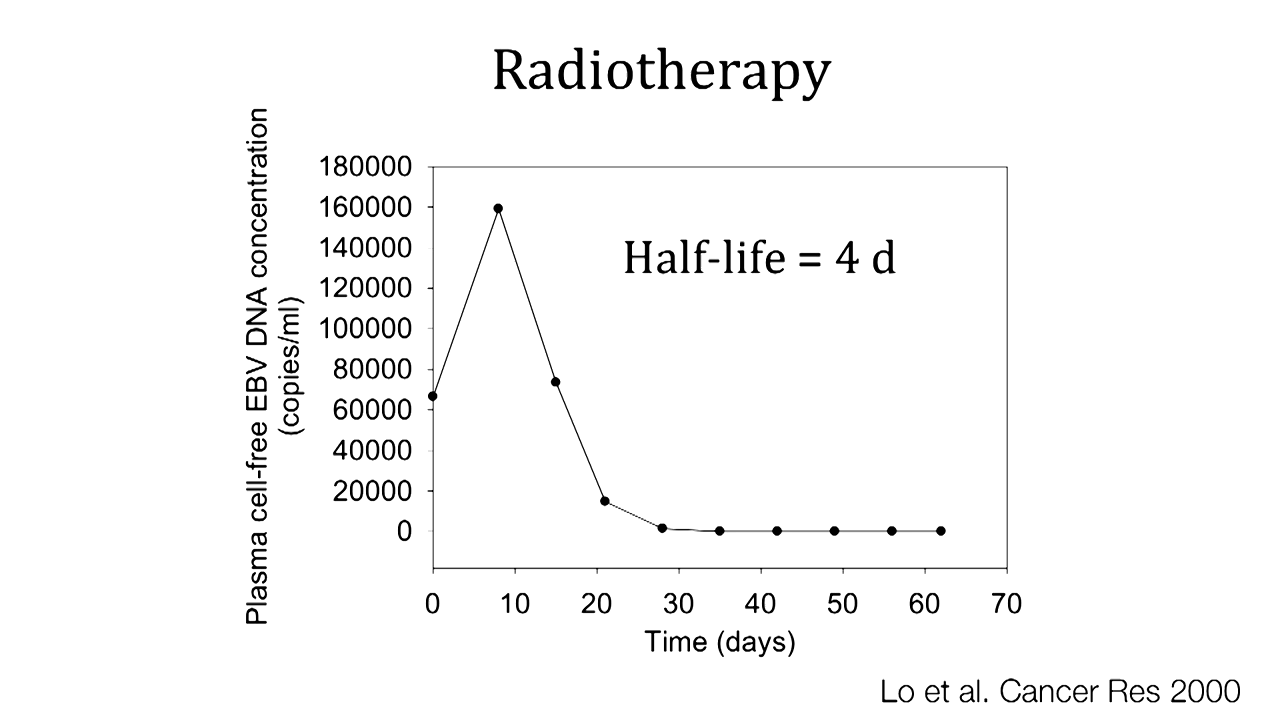 Radiotherapy
Plasma cell-free EBV DNA concentration
(copies/ml)
180000
160000
140000
120000
100000
80000
60000
40000
20000
0
Half-life = 4 d
0 10 20 30 40 50 60 70
Time (days)
Lo et al. Cancer Res 2000